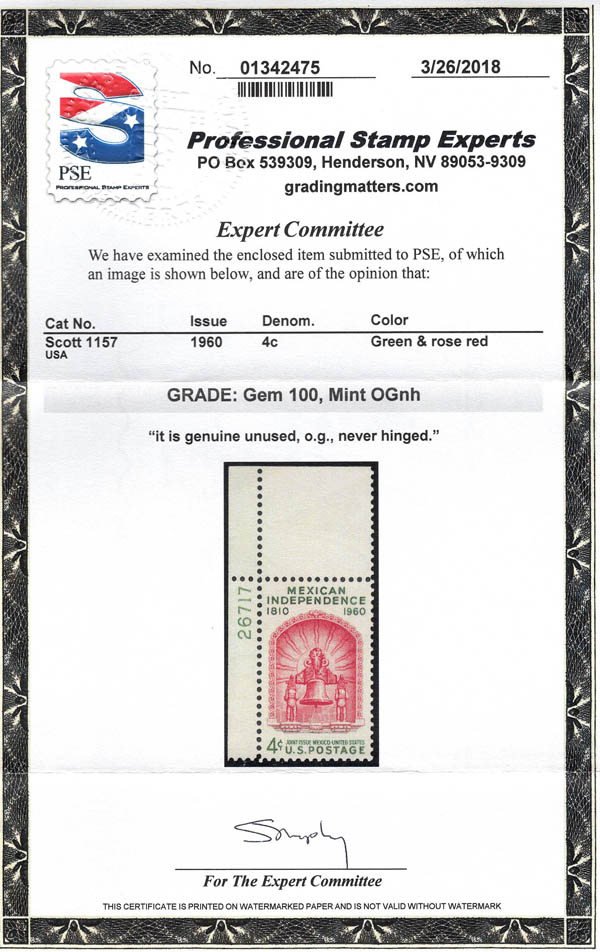 No. 01342475 3/26/2018
PSE
PROFESSIONAL STAMP EXPERTS
Professional Stamp Experts
PO Box 539309, Henderson, NV 89053-9309
gradingmatters.com
Expert Committee
We have examined the enclosed item submitted to PSE, of which
an image is shown below, and are of the opinion that:
Cat No. Issue Denom. Color
Scott 1157 1960 4c Green & rose red
USA
GRADE: Gem 100, Mint OGnh
“it is genuine unused, o.g., never hinged.”
26717
MEXICAN
INDEPENDENCE
1810 1960
4¢ JOINT ISSUE MEXICO-UNITED STATES
U.S. POSTAGE
For The Expert Committee
THIS CERTIFICATE IS PRINTED ON WATERMARKED PAPER AND IS NOT VALID WITHOUT WATERMARK